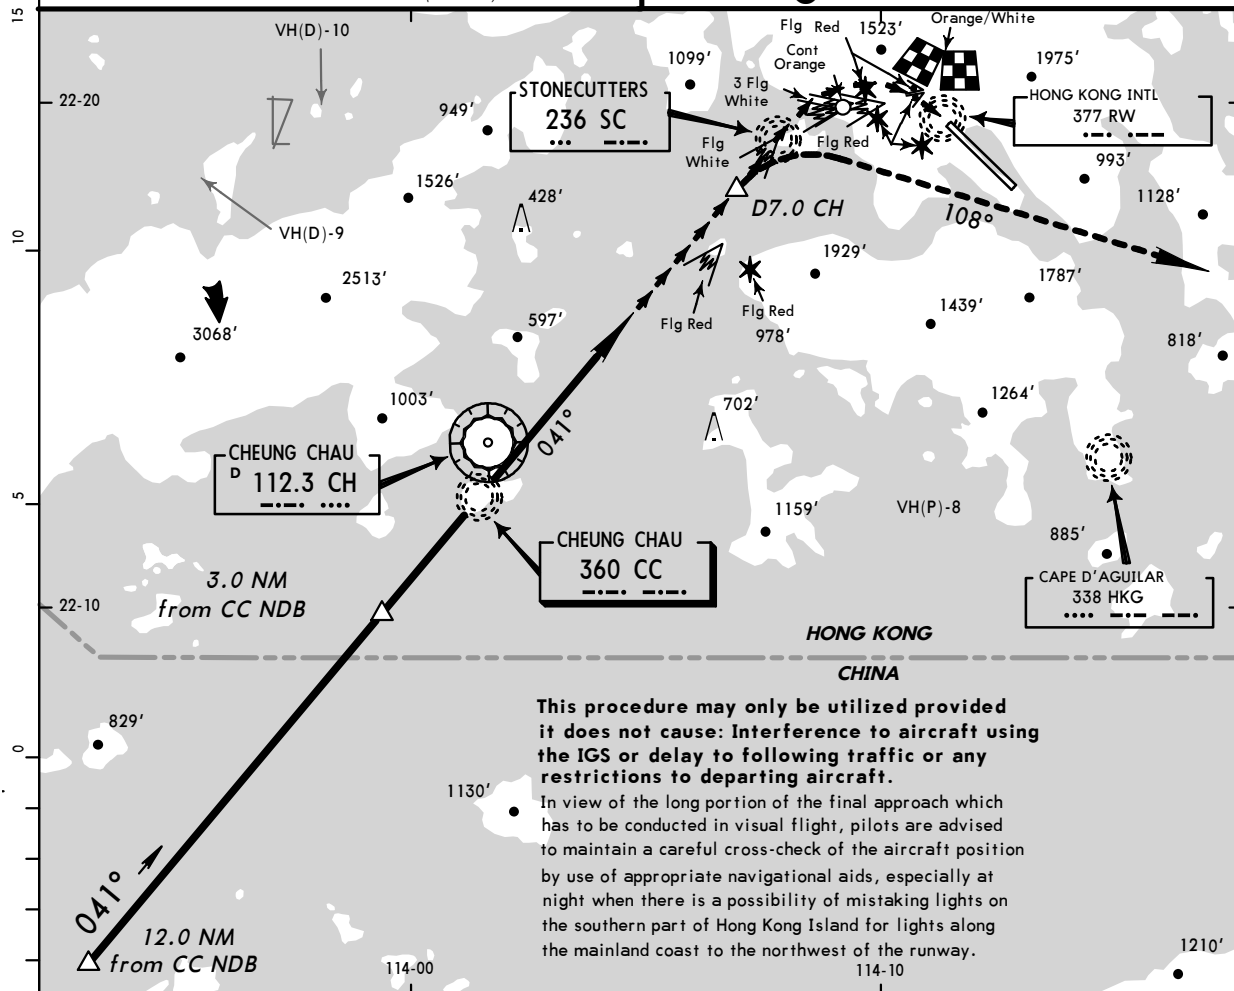 15
VH(D)-10
Flg Red
1523'
Orange/White
Cont
Orange
1099'
1975'
3 Flg
White
STONECUTTERS
236 SC
HONG KONG INTL
377 RW
22-20
949'
Flg
White
Flg Red
993'
1526'
428'
1128'
D7.0 CH
108°
VH(D)-9
10
1929'
2513'
1787'
1439'
3068'
597'
Flg Red
Flg Red
978'
818'
1003'
702'
1264'
041°
CHEUNG CHAU
D 112.3 CH
5
1159'
VH(P)-8
885'
CHEUNG CHAU
360 CC
CAPE D'AGUILAR
338 HKG
3.0 NM
from CC NDB
22-10
HONG KONG
CHINA
829'
0
This procedure may only be utilized provided
it does not cause: Interference to aircraft using
the IGS or delay to following traffic or any
restrictions to departing aircraft.
1130'
In view of the long portion of the final approach which
has to be conducted in visual flight, pilots are advised
to maintain a careful cross-check of the aircraft position
by use of appropriate navigational aids, especially at
night when there is a possibility of mistaking lights on
the southern part of Hong Kong Island for lights along
the mainland coast to the northwest of the runway.
041°
12.0 NM
from CC NDB
114-00
114-10
1210'